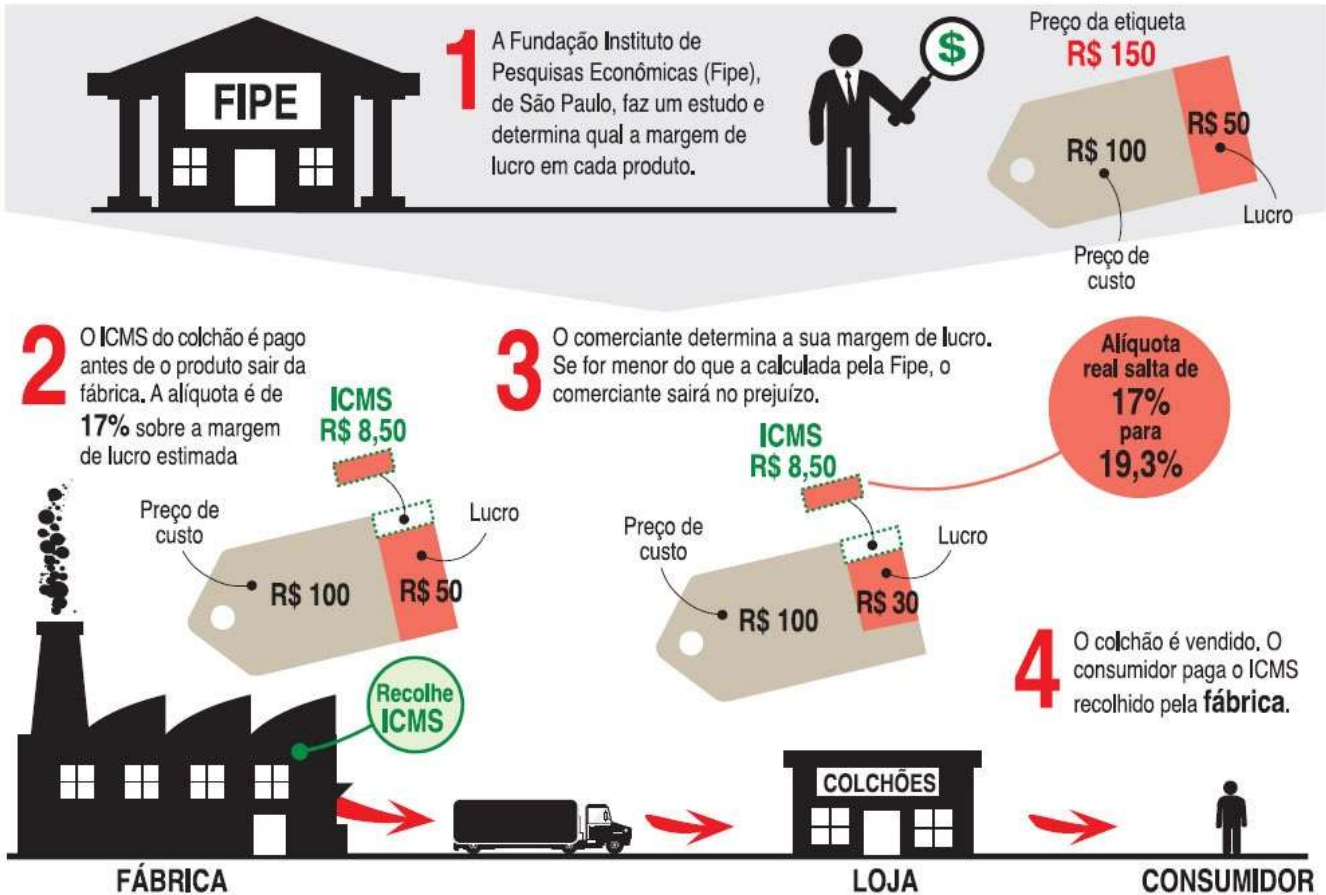 FIPE
1
A Fundação Instituto de
Pesquisas Econômicas (Fipe),
de São Paulo, faz um estudo e
determina qual a margem de
lucro em cada produto.
$
Preço da etiqueta
R$ 150
R$ 100
R$ 50
Lucro
Preço de
custo
2
O ICMS do colchão é pago
antes de o produto sair da
fábrica. A alíquota é de
17% sobre a margem
de lucro estimada
ICMS
R$ 8,50
Preço de
custo
Lucro
R$ 100
R$ 50
Recolhe
ICMS
3
O comerciante determina a sua margem de lucro.
Se for menor do que a calculada pela Fipe, o
comerciante sairá no prejuízo.
ICMS
R$ 8,50
Alíquota
real salta de
17%
para
19,3%
Preço de
custo
Lucro
R$ 100
R$ 30
4
O colchão é vendido. O
consumidor paga o ICMS
recolhido pela fábrica.
COLCHÕES
FÁBRICA
LOJA
CONSUMIDOR